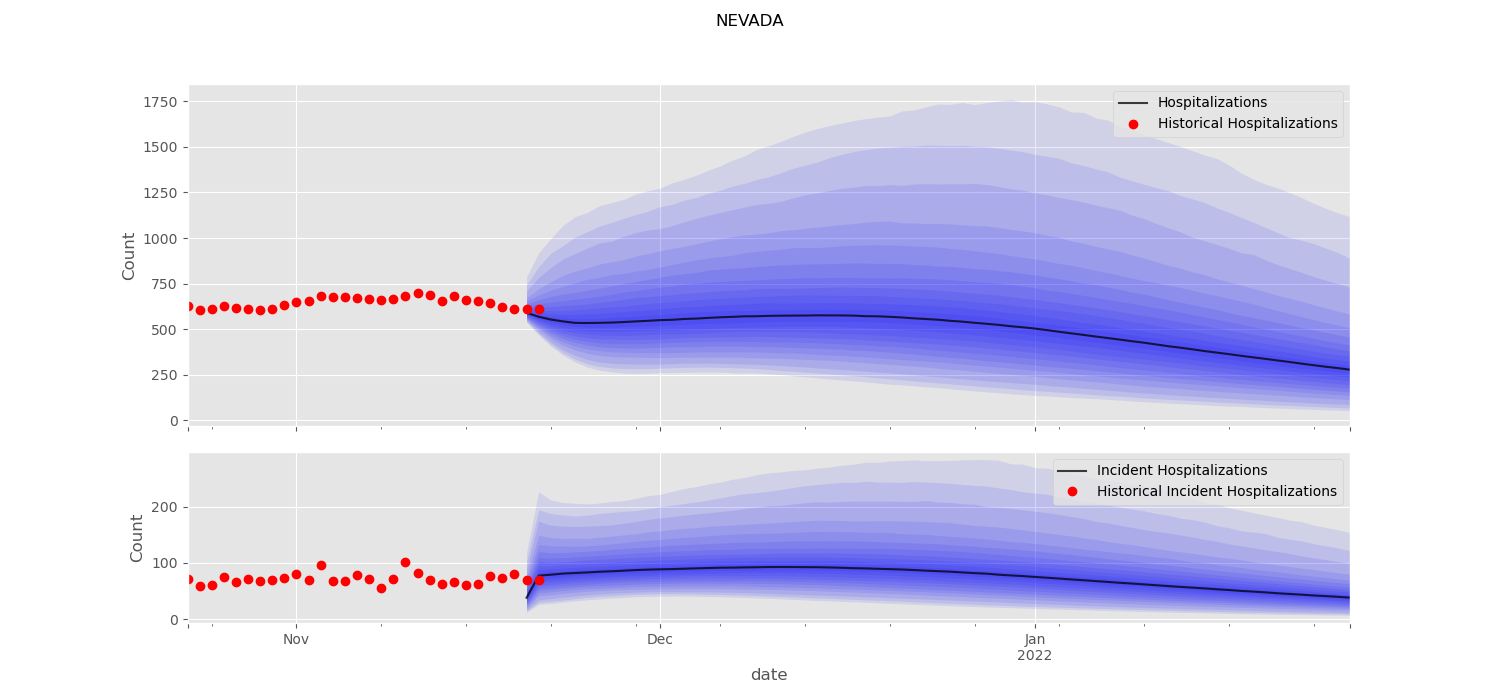 NEVADA
Hospitalizations
Historical Hospitalizations
Count
1750
1500
1250
1000
750
500
250
0
Incident Hospitalizations
Historical Incident Hospitalizations
Count
200
100
0
Nov
Dec
Jan
2022
date